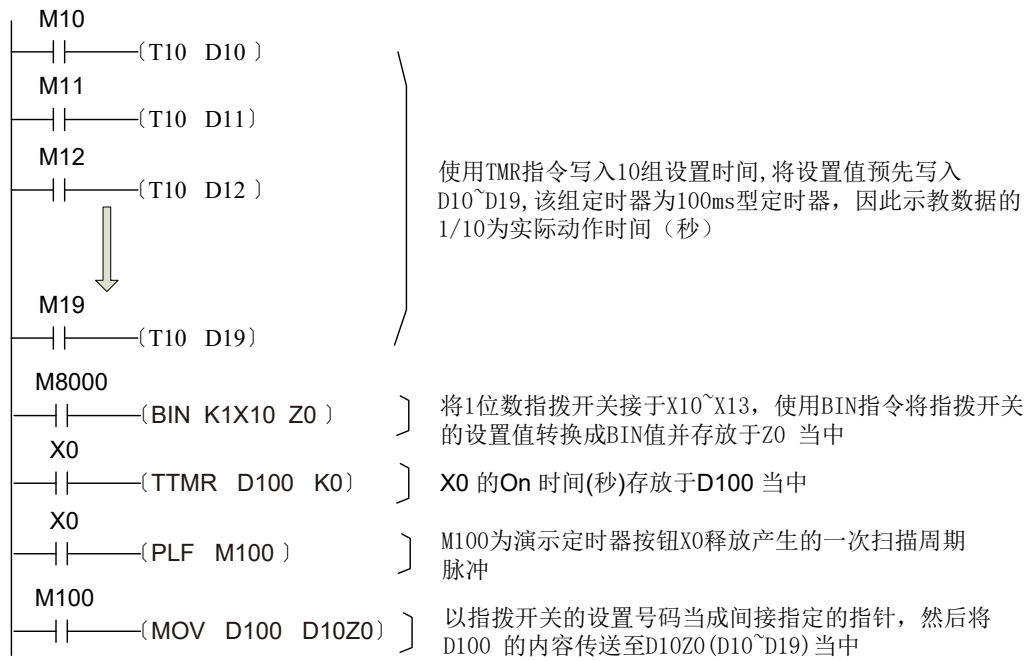 M10
(T10 D10)
M11
(T10 D11)
M12
(T10 D12)
使用TMR指令写入10组设置时间,将设置值预先写入
D10~D19,该组定时器为100ms型定时器，因此示教数据的
1/10为实际动作时间（秒）
M19
(T10 D19)
M8000
(BIN K1X10 Z0)
将1位数指拨开关接于X10~X13，使用BIN指令将指拨开关
的设置值转换成BIN值并存放于Z0 当中
X0
(TTMR D100 K0)
X0 的On 时间(秒)存放于D100 当中
X0
(PLF M100)
M100为演示定时器按钮X0释放产生的一次扫描周期
脉冲
M100
(MOV D100 D10Z0)
以指拨开关的设置号码当成间接指定的指针，然后将
D100 的内容传送至D10Z0(D10~D19)当中